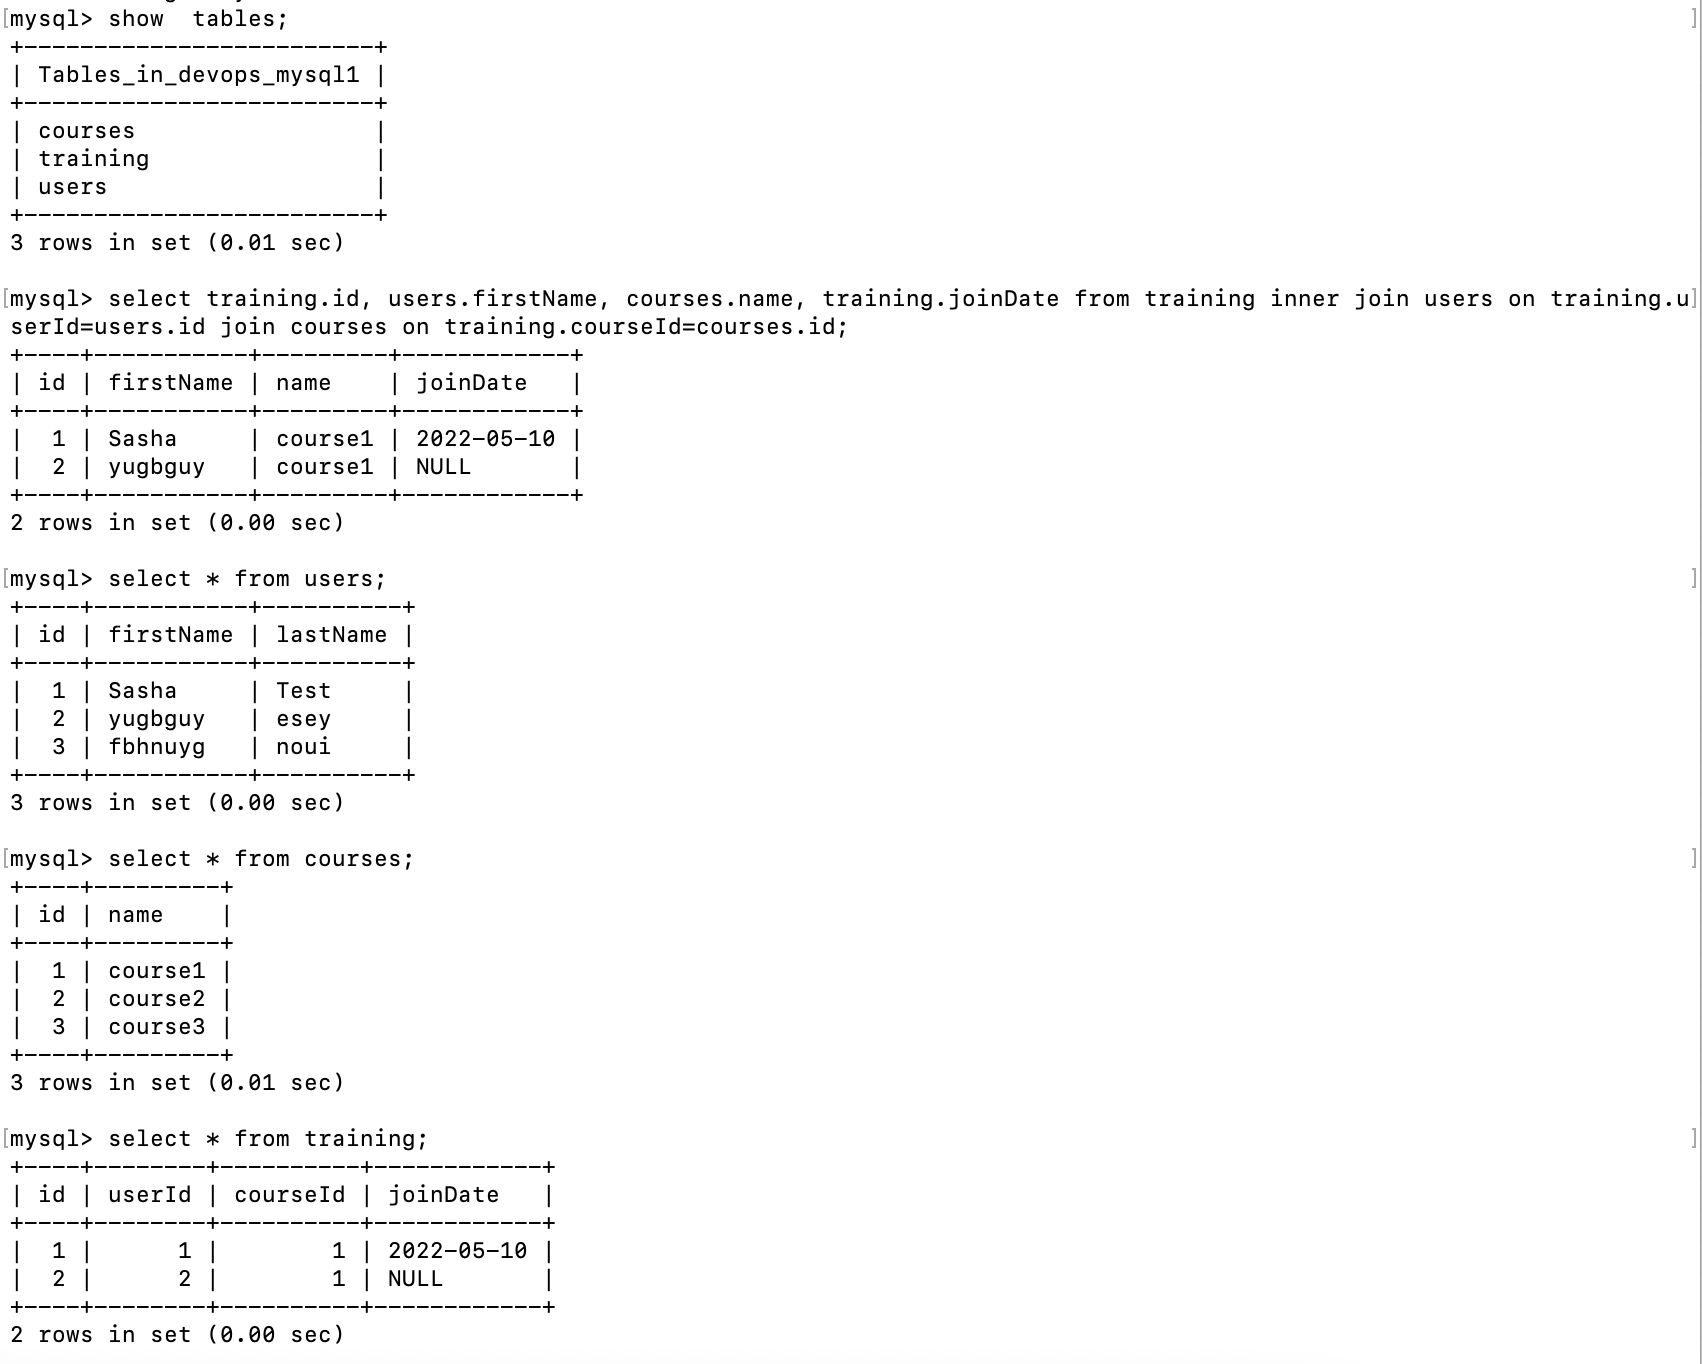 [mysql> show  tables;                                                                                                    ]
+--------------------------+
| Tables_in_devops_mysql1 |
+--------------------------+
| courses                 |
| training                |
| users                   |
+--------------------------+
3 rows in set (0.01 sec)

[mysql> select training.id, users.firstName, courses.name, training.joinDate from training inner join users on training.u]
serId=users.id join courses on training.courseId=courses.id;
+----+-----------+---------+------------+
| id | firstName | name    | joinDate   |
+----+-----------+---------+------------+
|  1 | Sasha     | course1 | 2022-05-10 |
|  2 | yugbguy   | course1 | NULL       |
+----+-----------+---------+------------+
2 rows in set (0.00 sec)

[mysql> select * from users;                                                                                             ]
+----+-----------+----------+
| id | firstName | lastName |
+----+-----------+----------+
|  1 | Sasha     | Test     |
|  2 | yugbguy   | esey     |
|  3 | fbhnuyg   | noui     |
+----+-----------+----------+
3 rows in set (0.00 sec)

[mysql> select * from courses;                                                                                           ]
+----+---------+
| id | name    |
+----+---------+
|  1 | course1 |
|  2 | course2 |
|  3 | course3 |
+----+---------+
3 rows in set (0.01 sec)

[mysql> select * from training;                                                                                          ]
+----+--------+----------+------------+
| id | userId | courseId | joinDate   |
+----+--------+----------+------------+
|  1 |      1 |        1 | 2022-05-10 |
|  2 |      2 |        1 | NULL       |
+----+--------+----------+------------+
2 rows in set (0.00 sec)